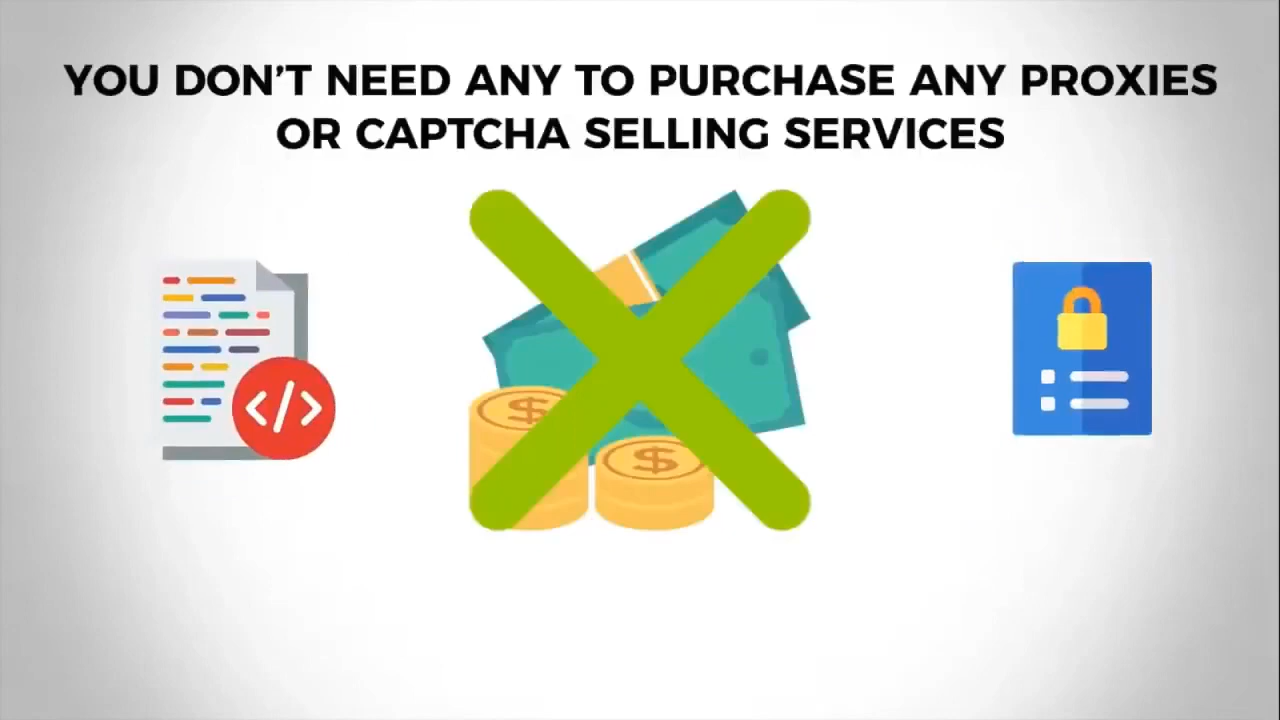 YOU DON'T NEED ANY TO PURCHASE ANY PROXIES
OR CAPTCHA SELLING SERVICES
</>
$
$